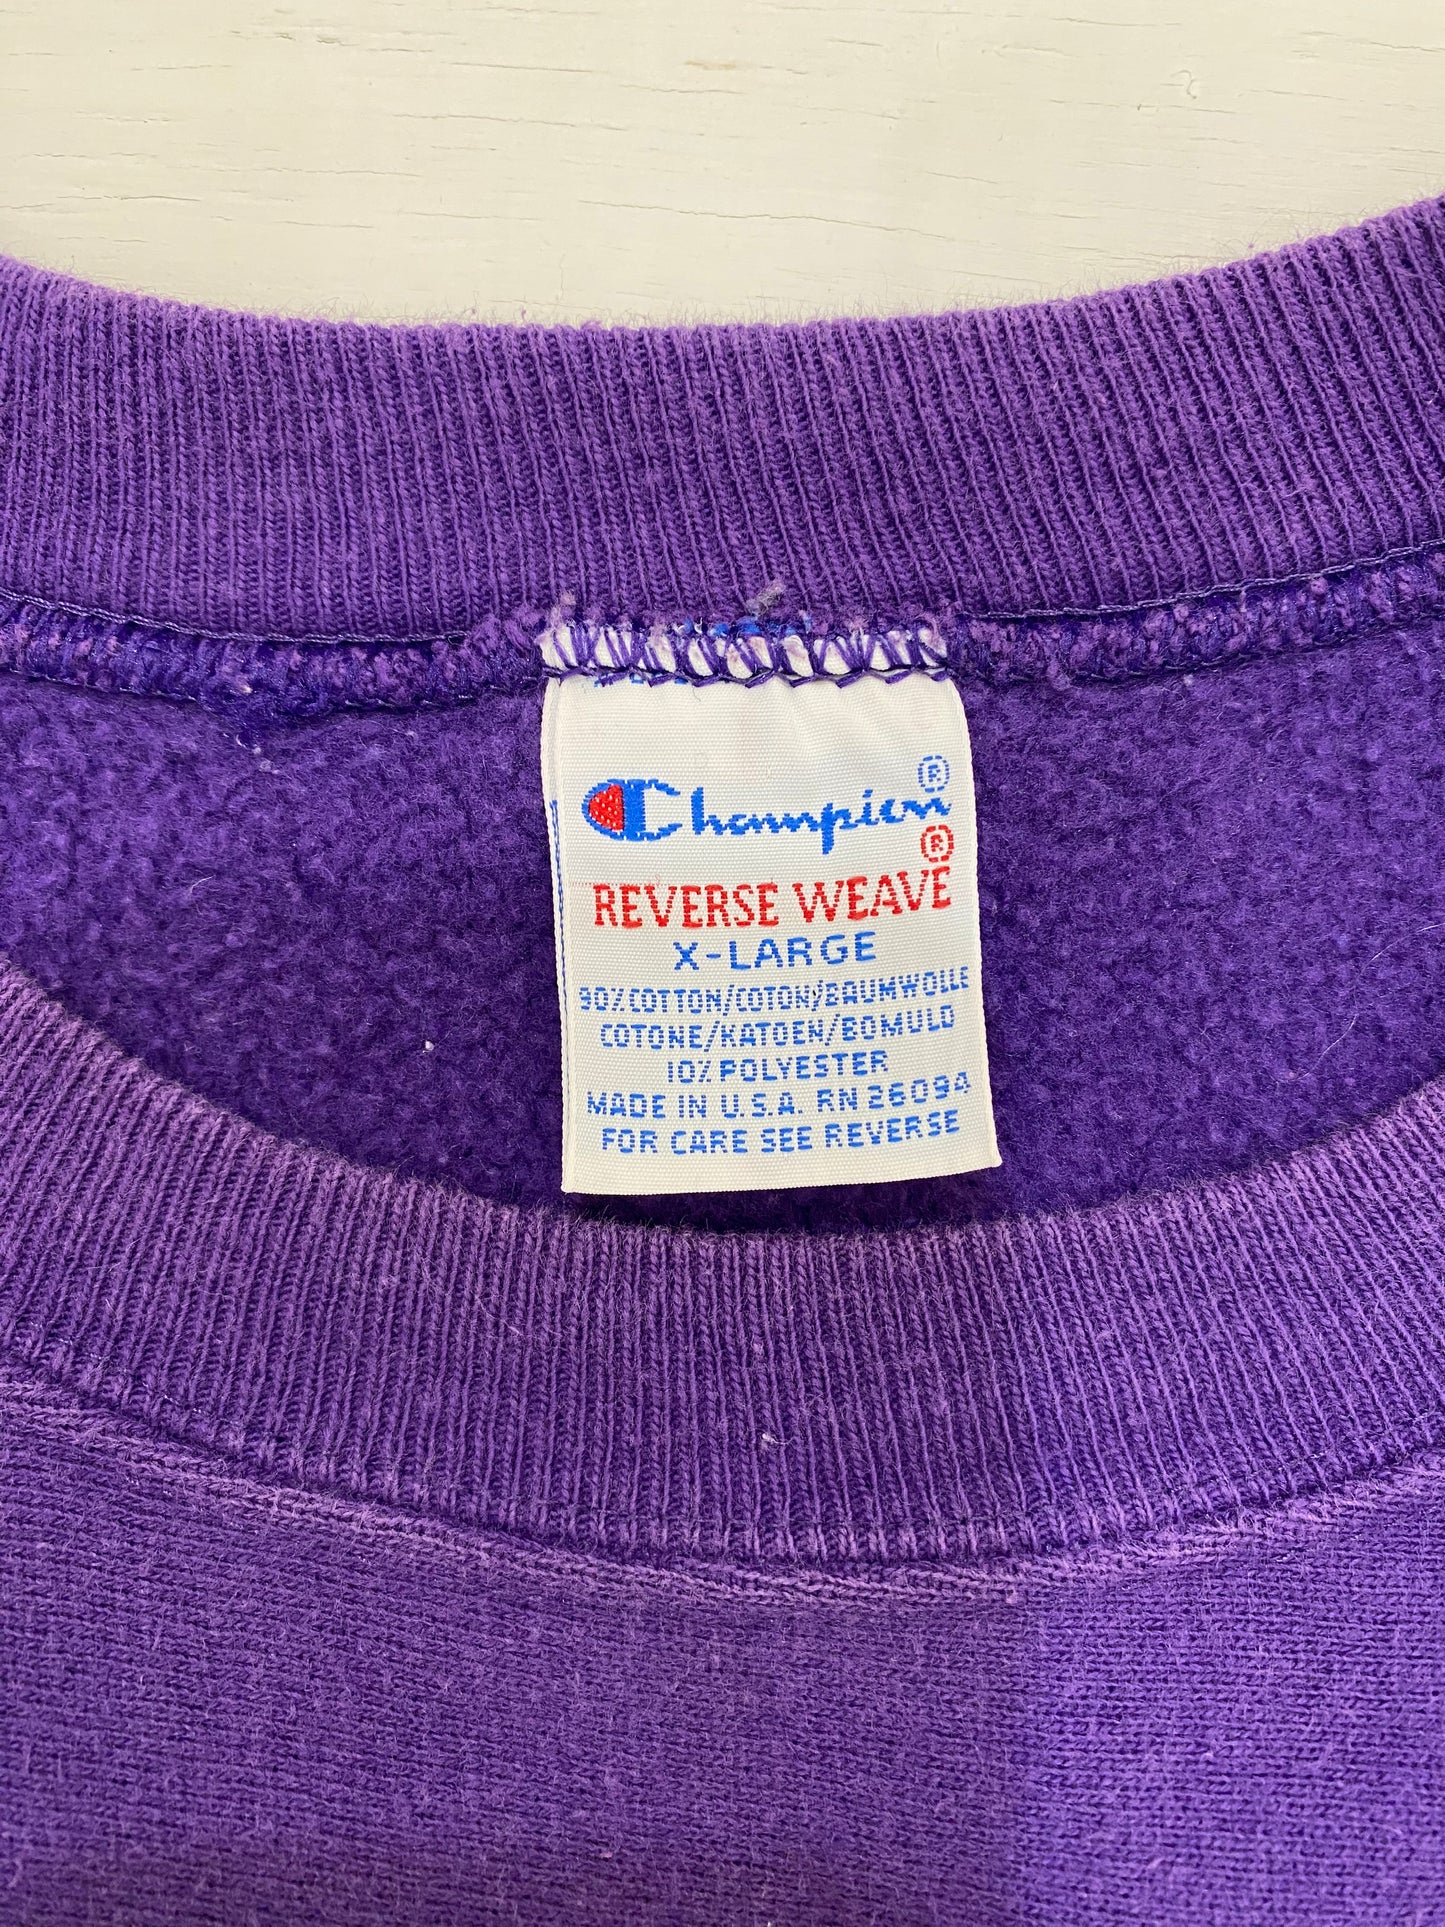 Champion®
REVERSE WEAVE®
X-LARGE
90% COTTON/COTON/BAUMWOLLE
COTONE/KATOEN/BOMULD
10% POLYESTER
MADE IN U.S.A. RN 26094
FOR CARE SEE REVERSE